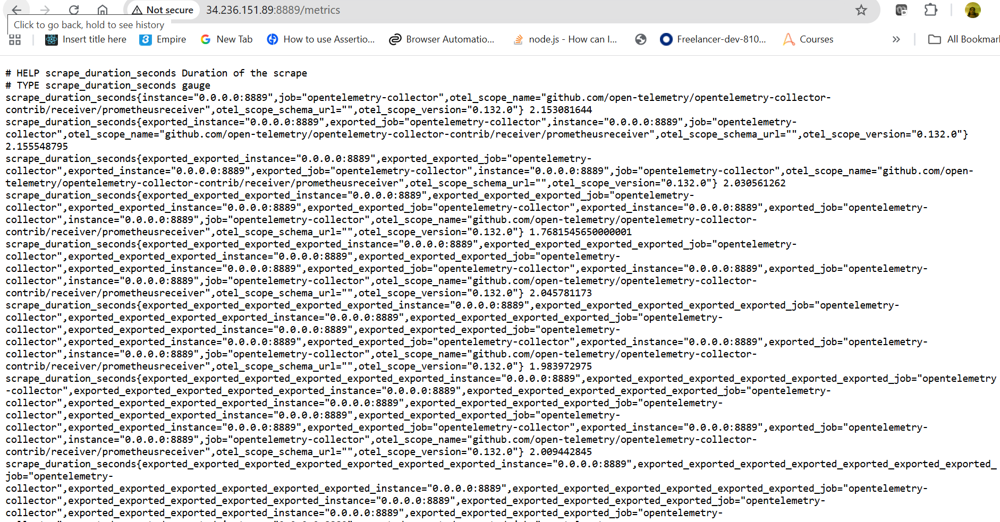 Not secure 34.236.151.89:8889/metrics
Click to go back, hold to see history
Insert title here Empire New Tab How to use Assertio... Browser Automatio... node.js - How can I... Freelancer-dev-810... Courses » All Bookmar
# HELP scrape_duration_seconds Duration of the scrape
# TYPE scrape_duration_seconds gauge
scrape_duration_seconds{instance="0.0.0.0:8889",job="opentelemetry-collector",otel_scope_name="github.com/open-telemetry/opentelemetry-collector-
contrib/receiver/prometheusreceiver",otel_scope_schema_url="",otel_scope_version="0.132.0"} 2.153081644
scrape_duration_seconds{exported_instance="0.0.0.0:8889",exported_job="opentelemetry-collector",instance="0.0.0.0:8889",job="opentelemetry-
collector",otel_scope_name="github.com/open-telemetry/opentelemetry-collector-contrib/receiver/prometheusreceiver",otel_scope_schema_url="",otel_scope_version="0.132.0"}
2.155548795
scrape_duration_seconds{exported_exported_instance="0.0.0.0:8889",exported_exported_job="opentelemetry-
collector",exported_instance="0.0.0.0:8889",exported_job="opentelemetry-collector",instance="0.0.0.0:8889",job="opentelemetry-collector",otel_scope_name="github.com/open-
telemetry/opentelemetry-collector-contrib/receiver/prometheusreceiver",otel_scope_schema_url="",otel_scope_version="0.132.0"} 2.030561262
scrape_duration_seconds{exported_exported_exported_instance="0.0.0.0:8889",exported_exported_exported_job="opentelemetry-
collector",exported_exported_instance="0.0.0.0:8889",exported_exported_job="opentelemetry-collector",exported_instance="0.0.0.0:8889",exported_job="opentelemetry-
collector",instance="0.0.0.0:8889",job="opentelemetry-collector",otel_scope_name="github.com/open-telemetry/opentelemetry-collector-
contrib/receiver/prometheusreceiver",otel_scope_schema_url="",otel_scope_version="0.132.0"} 1.7681545650000001
scrape_duration_seconds{exported_exported_exported_exported_instance="0.0.0.0:8889",exported_exported_exported_exported_job="opentelemetry-
collector",exported_exported_exported_instance="0.0.0.0:8889",exported_exported_exported_job="opentelemetry-
collector",exported_exported_instance="0.0.0.0:8889",exported_exported_job="opentelemetry-collector",exported_instance="0.0.0.0:8889",exported_job="opentelemetry-
collector",instance="0.0.0.0:8889",job="opentelemetry-collector",otel_scope_name="github.com/open-telemetry/opentelemetry-collector-
contrib/receiver/prometheusreceiver",otel_scope_schema_url="",otel_scope_version="0.132.0"} 2.045781173
scrape_duration_seconds{exported_exported_exported_exported_exported_instance="0.0.0.0:8889",exported_exported_exported_exported_exported_job="opentelemetry-
collector",exported_exported_exported_exported_instance="0.0.0.0:8889",exported_exported_exported_exported_job="opentelemetry-
collector",exported_exported_exported_instance="0.0.0.0:8889",exported_exported_exported_job="opentelemetry-
collector",exported_exported_instance="0.0.0.0:8889",exported_exported_job="opentelemetry-collector",exported_instance="0.0.0.0:8889",exported_job="opentelemetry-
collector",instance="0.0.0.0:8889",job="opentelemetry-collector",otel_scope_name="github.com/open-telemetry/opentelemetry-collector-
contrib/receiver/prometheusreceiver",otel_scope_schema_url="",otel_scope_version="0.132.0"} 1.983972975
scrape_duration_seconds{exported_exported_exported_exported_exported_exported_instance="0.0.0.0:8889",exported_exported_exported_exported_exported_exported_job="opentelemetry
-collector",exported_exported_exported_exported_exported_instance="0.0.0.0:8889",exported_exported_exported_exported_exported_job="opentelemetry-
collector",exported_exported_exported_exported_instance="0.0.0.0:8889",exported_exported_exported_exported_job="opentelemetry-
collector",exported_exported_exported_instance="0.0.0.0:8889",exported_exported_exported_job="opentelemetry-
collector",exported_exported_instance="0.0.0.0:8889",exported_exported_job="opentelemetry-collector",exported_instance="0.0.0.0:8889",exported_job="opentelemetry-
collector",instance="0.0.0.0:8889",job="opentelemetry-collector",otel_scope_name="github.com/open-telemetry/opentelemetry-collector-
contrib/receiver/prometheusreceiver",otel_scope_schema_url="",otel_scope_version="0.132.0"} 2.009442845
scrape_duration_seconds{exported_exported_exported_exported_exported_exported_exported_instance="0.0.0.0:8889",exported_exported_exported_exported_exported_exported_exported_
job="opentelemetry-
collector",exported_exported_exported_exported_exported_exported_instance="0.0.0.0:8889",exported_exported_exported_exported_exported_exported_job="opentelemetry-
collector",exported_exported_exported_exported_exported_instance="0.0.0.0:8889",exported_exported_exported_exported_exported_job="opentelemetry-
collector",exported_exported_exported_exported_instance="0.0.0.0:8889",exported_exported_exported_exported_job="opentelemetry-